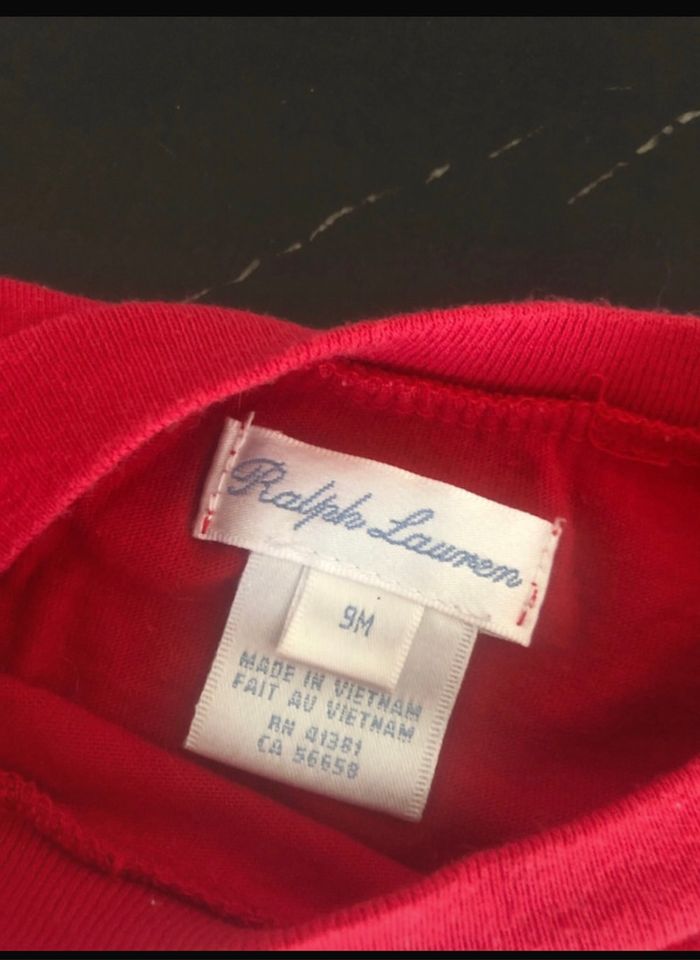 Ralph Lauren
9M
MADE IN VIETNAM
FAIT AU VIETNAM
RN 41381
CA 56658